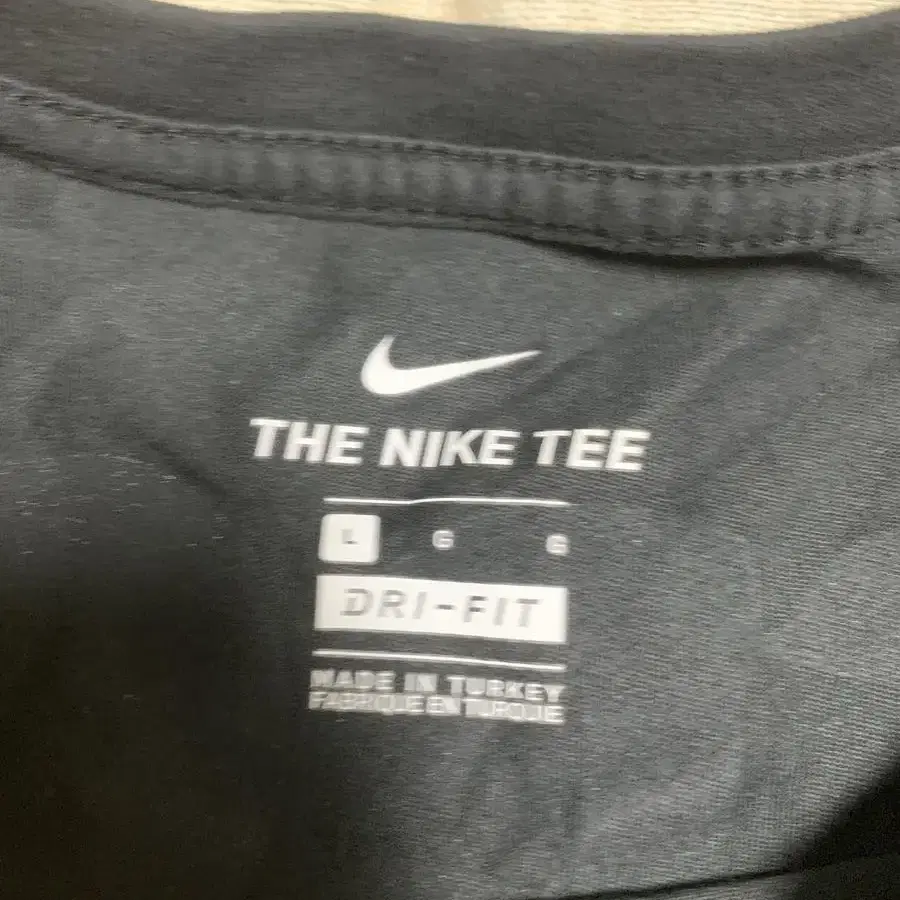 THE NIKE TEE
L G G
DRI-FIT
MADE IN TURKEY
FABRIQUE EN TURQUIE